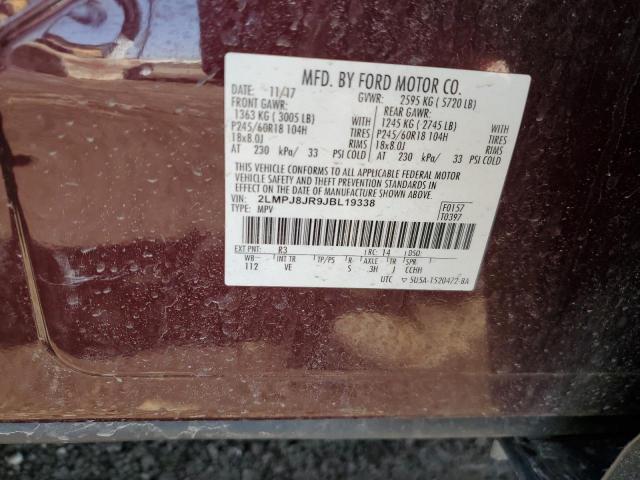 MFD. BY FORD MOTOR CO.
DATE: 11/17 GVWR: 2595 KG ( 5720 LB)
FRONT GAWR: REAR GAWR:
1363 KG ( 3005 LB) WITH 1245 KG ( 2745 LB) WITH
P245/60R18 104H TIRES P245/60R18 104H TIRES
18x8.0J RIMS 18x8.0J RIMS
AT 230 kPa/ 33 PSI COLD AT 230 kPa/ 33 PSI COLD
THIS VEHICLE CONFORMS TO ALL APPLICABLE FEDERAL MOTOR
VEHICLE SAFETY AND THEFT PREVENTION STANDARDS IN
EFFECT ON THE DATE OF MANUFACTURE SHOWN ABOVE.
VIN: 2LMPJ8JR9JBL19338 F0157
TYPE: MPV T0397
EXT PNT: R3 RC: 14 DSO:
WB INT TR TP/PS R AXLE TR SPR
112 VE S .3H J CCHH
UTC 5U5A-1520472-BA